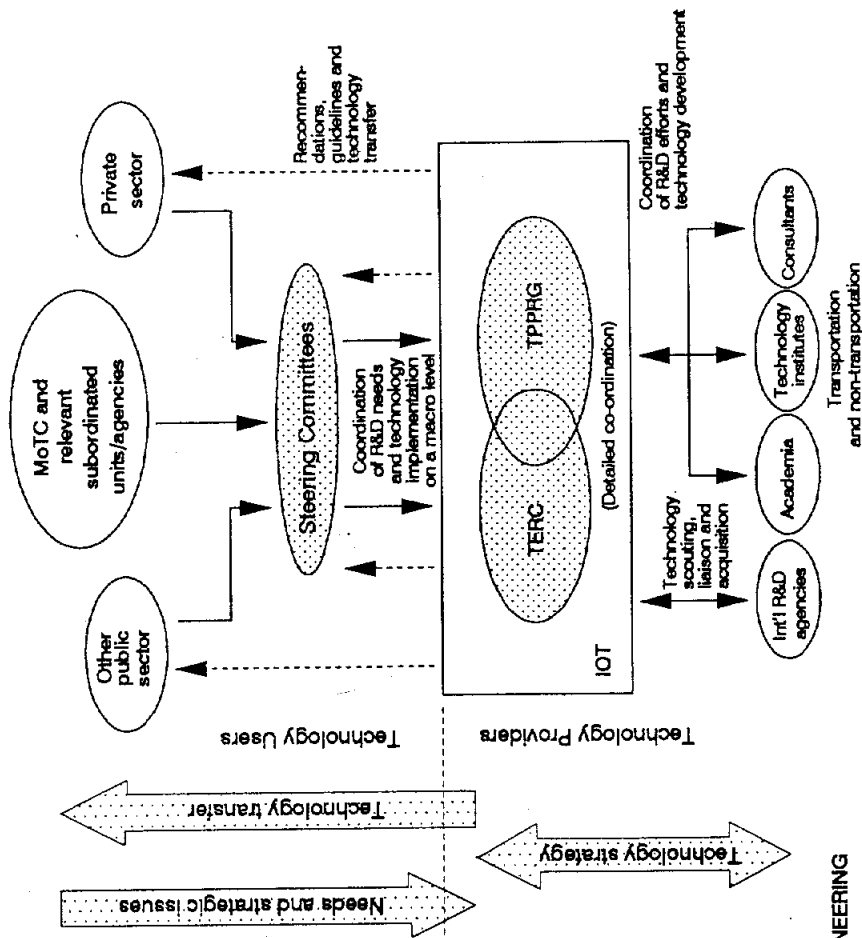 Other
public
sector
MoTC and
relevant
subordinated
units/agencies
Private
sector
Steering Committees
Coordination
of R&D needs
and technology
implementation
on a macro level
Recommen-
dations,
guidelines and
technology
transfer
TERC
TPPRG
(Detailed co-ordination)
IOT
Technology
scouting,
liaison and
acquisition
Coordination
of R&D efforts and
technology development
Int'l R&D
agencies
Academia
Technology
institutes
Consultants
Transportation
and non-transportation
Technology Users
Technology Providers
Needs and strategic issues
Technology transfer
Technology strategy
NEERING